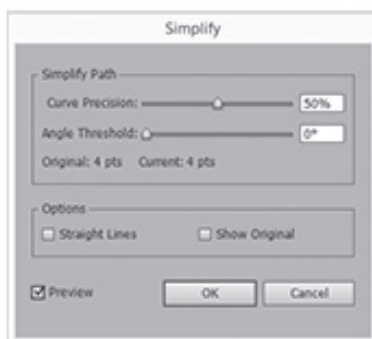 Simplify
Simplify Path
Curve Precision: 50%
Angle Threshold: 0°
Original: 4 pts Current: 4 pts
Options
Straight Lines Show Original
Preview OK Cancel